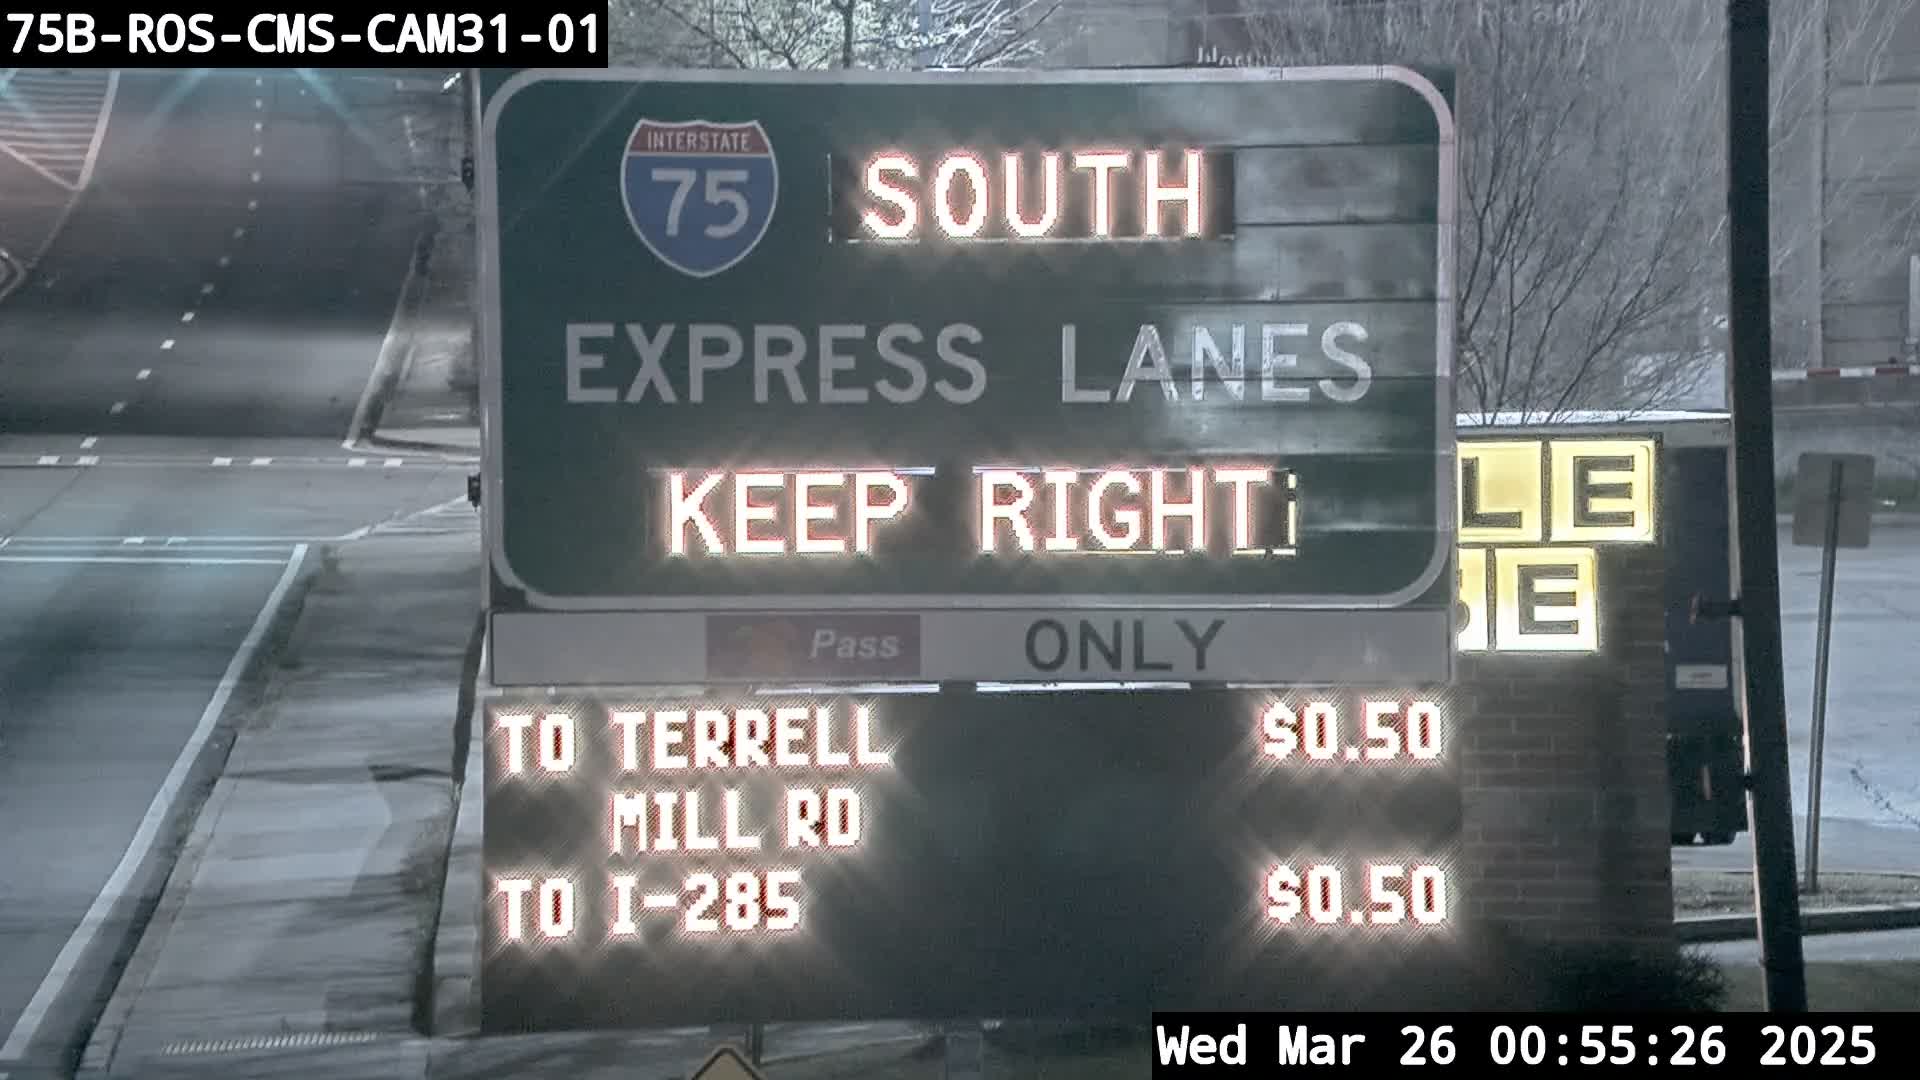 75B-ROS-CMS-CAM31-01
INTERSTATE
75
SOUTH
EXPRESS LANES
KEEP RIGHT
Pass ONLY
TO TERRELL $0.50
MILL RD
TO I-285 $0.50
LE
E
Wed Mar 26 00:55:26 2025